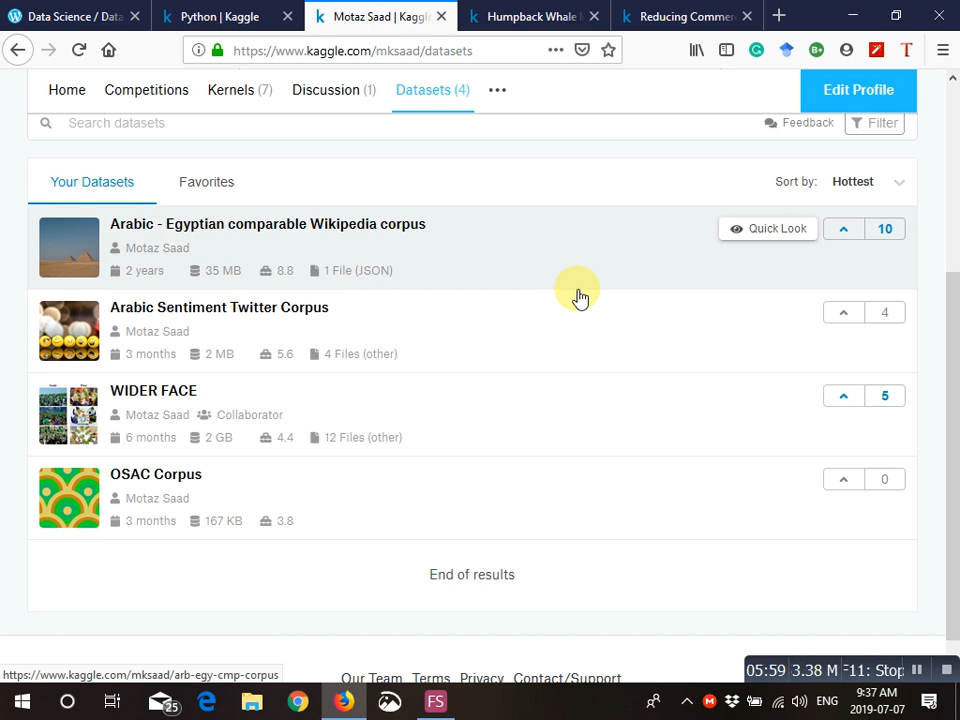 Data Science / Data
Python | Kaggle
Motaz Saad | Kaggle
Humpback Whale I
Reducing Commer
https://www.kaggle.com/mksaad/datasets
Home Competitions Kernels (7) Discussion (1) Datasets (4) ••• Edit Profile
Search datasets Feedback Filter
Your Datasets Favorites Sort by: Hottest
Arabic - Egyptian comparable Wikipedia corpus
Quick Look 10
Motaz Saad
2 years 35 MB 8.8 1 File (JSON)
Arabic Sentiment Twitter Corpus
4
Motaz Saad
3 months 2 MB 5.6 4 Files (other)
WIDER FACE
5
Motaz Saad Collaborator
6 months 2 GB 4.4 12 Files (other)
OSAC Corpus
0
Motaz Saad
3 months 167 KB 3.8
End of results
https://www.kaggle.com/mksaad/arb-egy-cmp-corpus
Our Team Terms Privacy Contact/Support
05:59 3.38 M F11: Stop
25 FS ENG
9:37 AM
2019-07-07